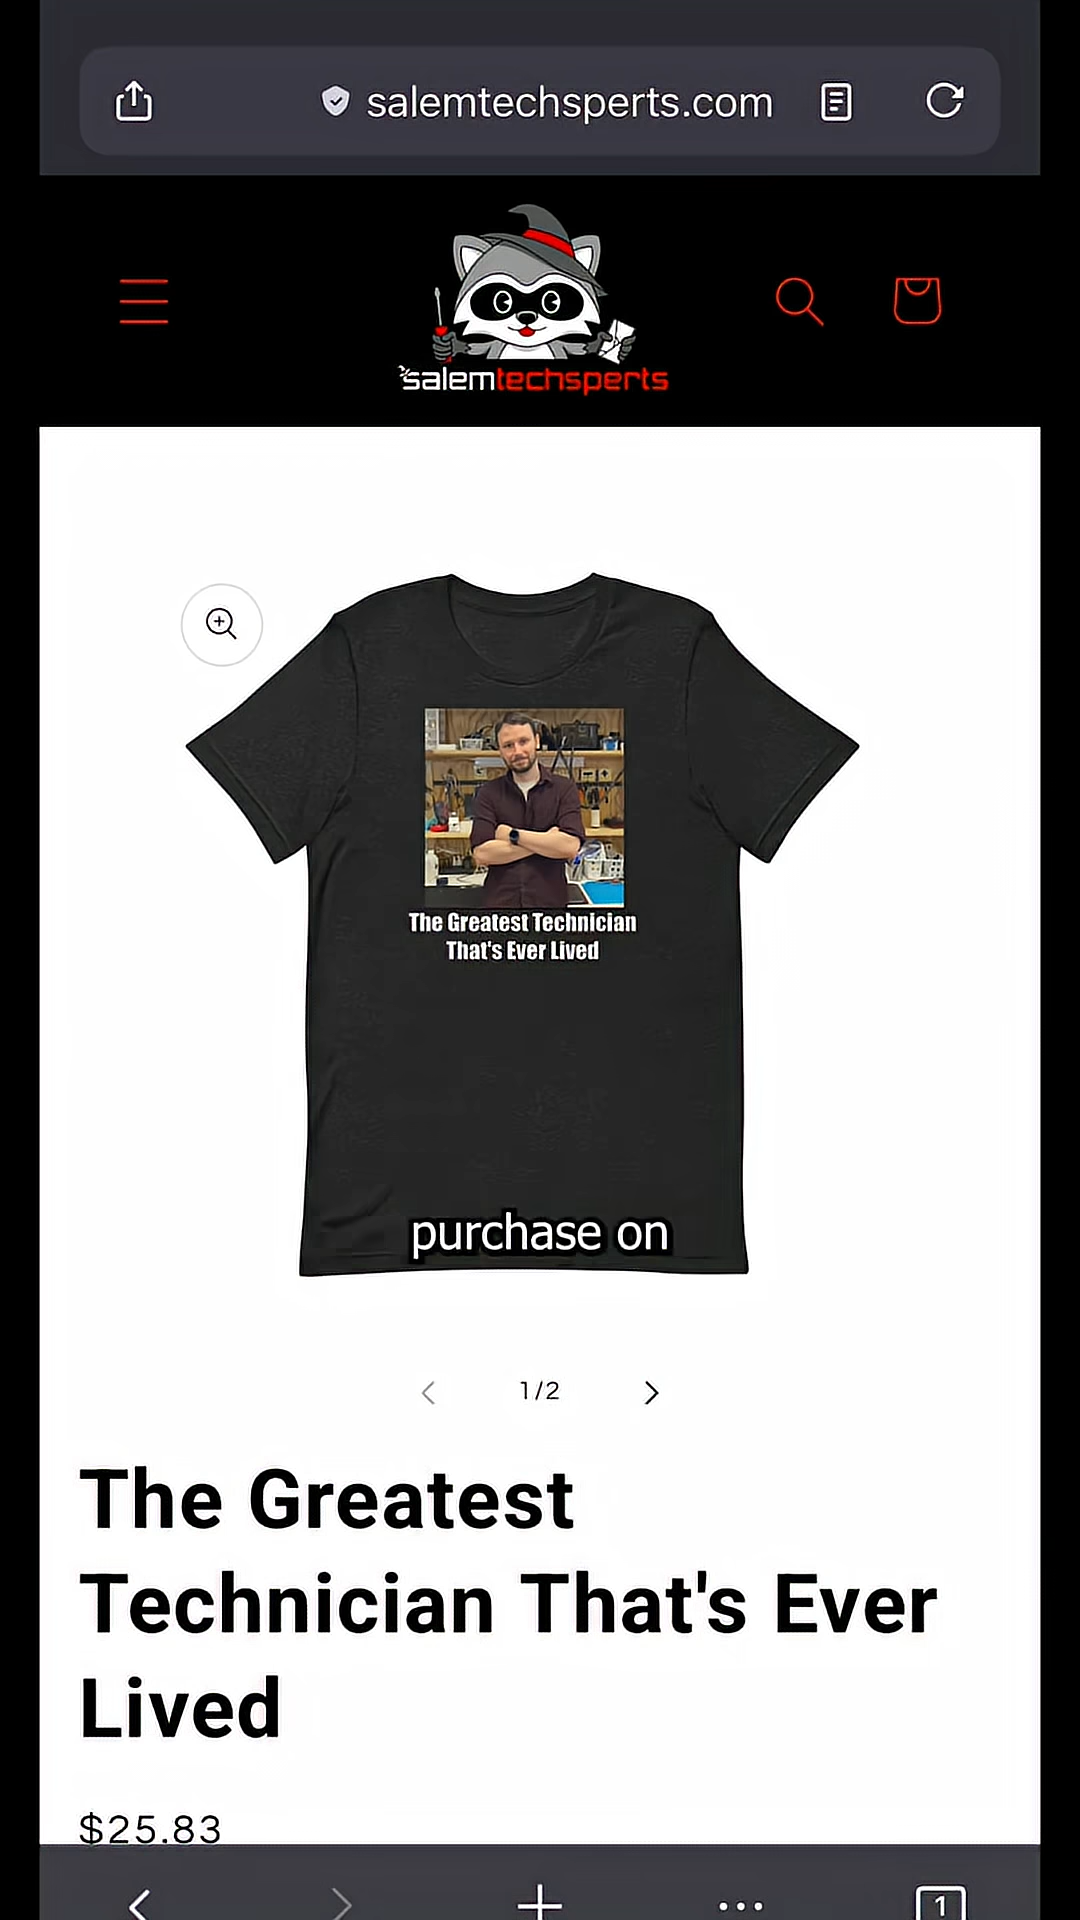 salemtechsperts.com
salemtechsperts
The Greatest Technician
That's Ever Lived
purchase on
1/2
The Greatest
Technician That's Ever
Lived
$25.83
1